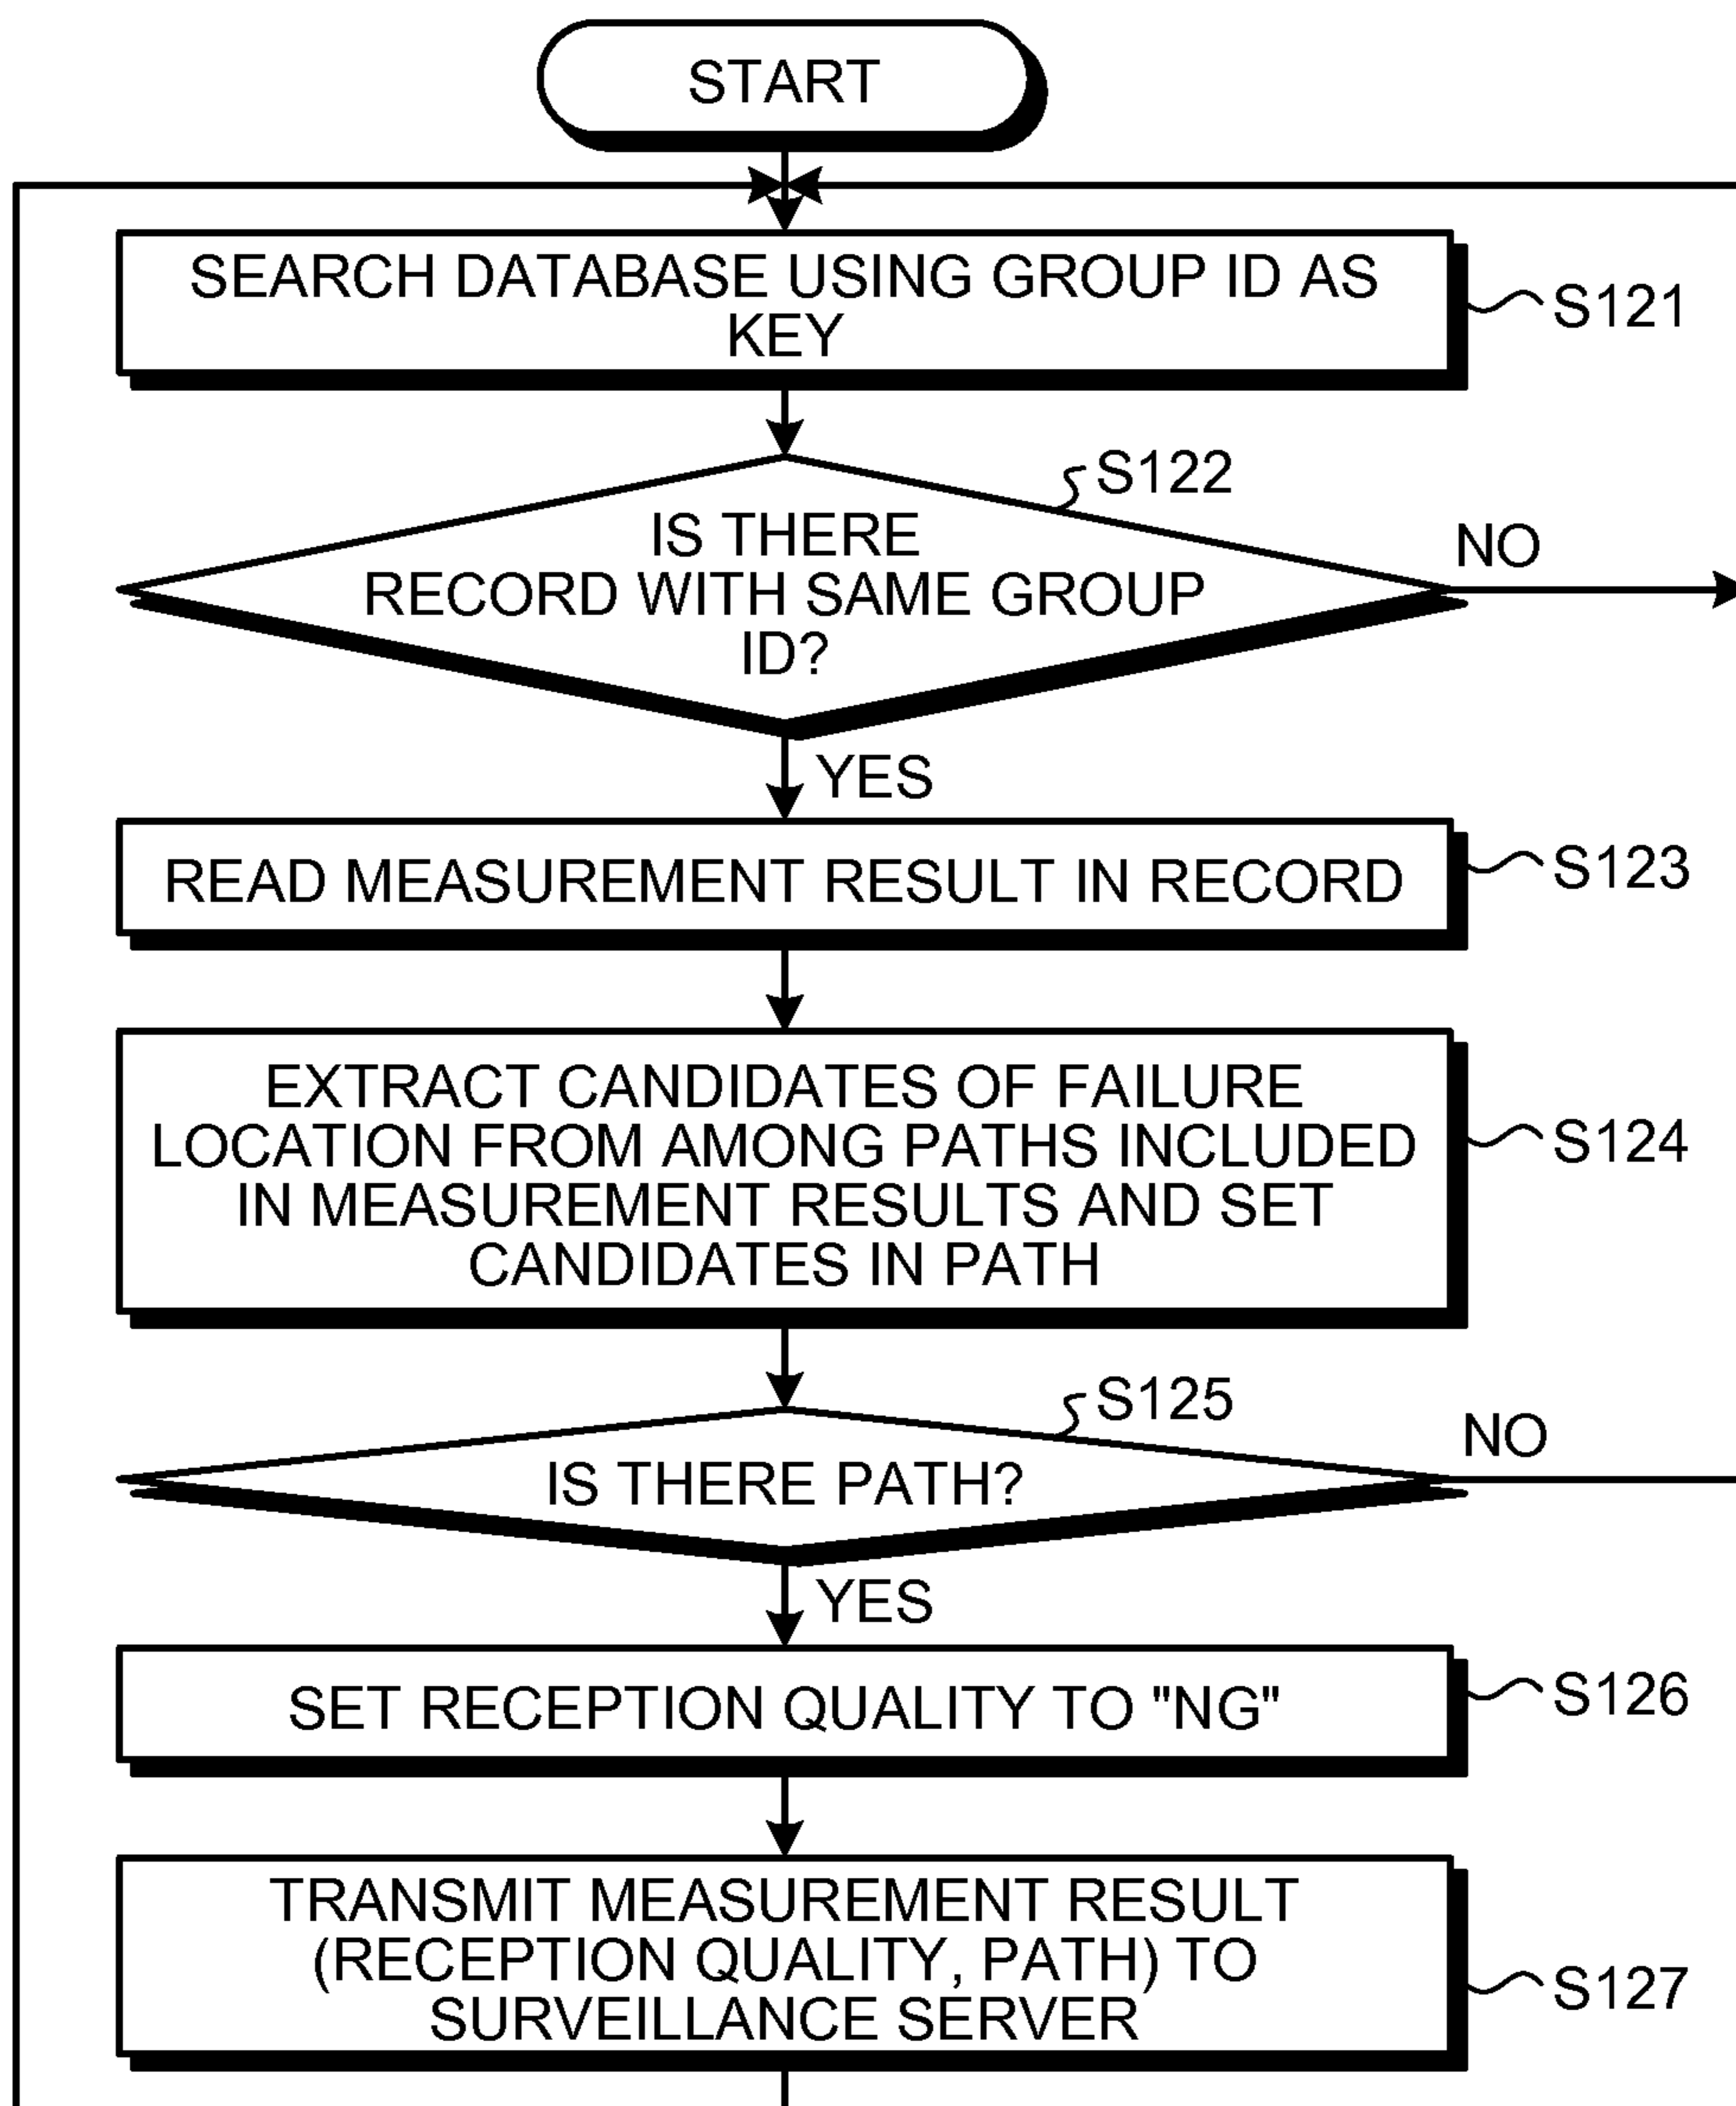 START
SEARCH DATABASE USING GROUP ID AS
KEY
S121
S122
IS THERE
RECORD WITH SAME GROUP
ID?
NO
YES
READ MEASUREMENT RESULT IN RECORD
S123
EXTRACT CANDIDATES OF FAILURE
LOCATION FROM AMONG PATHS INCLUDED
IN MEASUREMENT RESULTS AND SET
CANDIDATES IN PATH
S124
S125
IS THERE PATH?
NO
YES
SET RECEPTION QUALITY TO "NG"
S126
TRANSMIT MEASUREMENT RESULT
(RECEPTION QUALITY, PATH) TO
SURVEILLANCE SERVER
S127